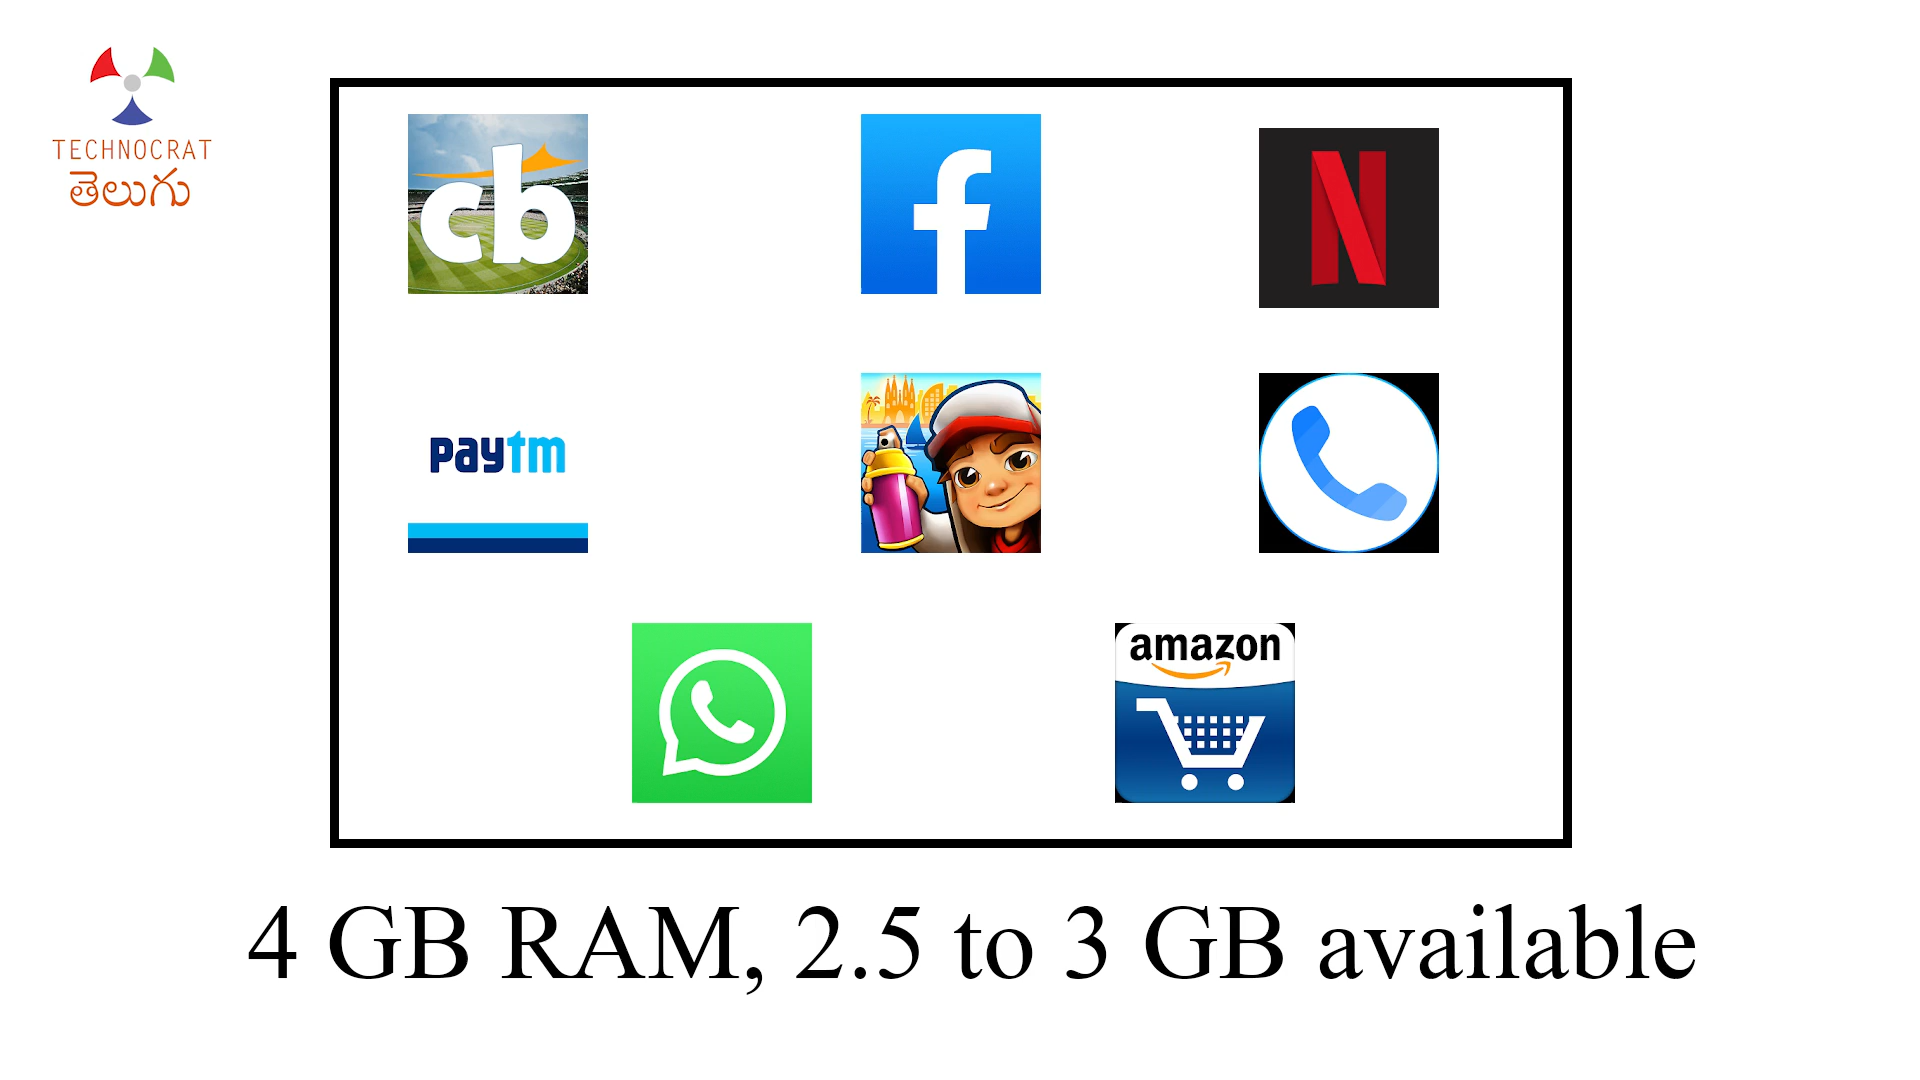 TECHNOCRAT
తెలుగు
cb
f
N
paytm
amazon
4 GB RAM, 2.5 to 3 GB available